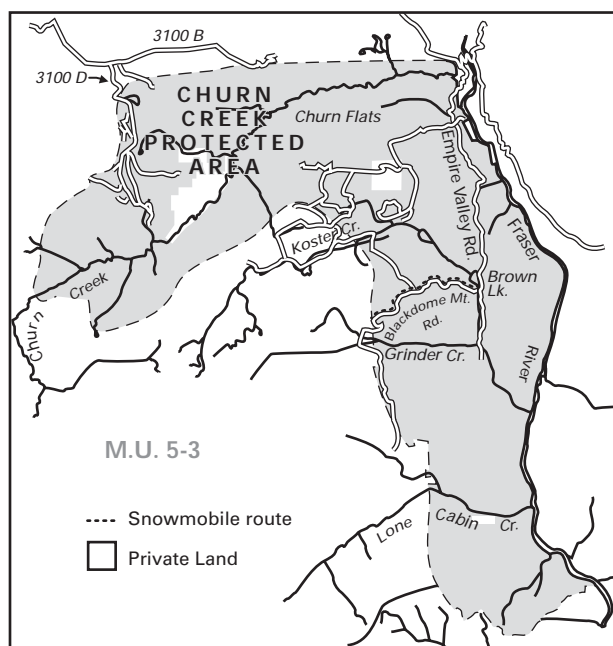 3100 B
3100 D
CHURN
CREEK
PROTECTED
AREA
Churn Flats
Empire Valley Rd.
Fraser
River
Koster Cr.
Brown
Lk.
Blackdome Mt.
Rd.
Grinder Cr.
Churn
Creek
M.U. 5-3
Snowmobile route
Private Land
Lone Cabin Cr.